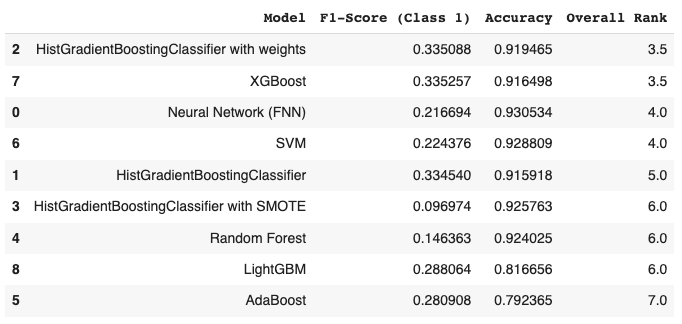 Model F1-Score (Class 1) Accuracy Overall Rank
2 HistGradientBoostingClassifier with weights 0.335088 0.919465 3.5
7 XGBoost 0.335257 0.916498 3.5
0 Neural Network (FNN) 0.216694 0.930534 4.0
6 SVM 0.224376 0.928809 4.0
1 HistGradientBoostingClassifier 0.334540 0.915918 5.0
3 HistGradientBoostingClassifier with SMOTE 0.096974 0.925763 6.0
4 Random Forest 0.146363 0.924025 6.0
8 LightGBM 0.288064 0.816656 6.0
5 AdaBoost 0.280908 0.792365 7.0